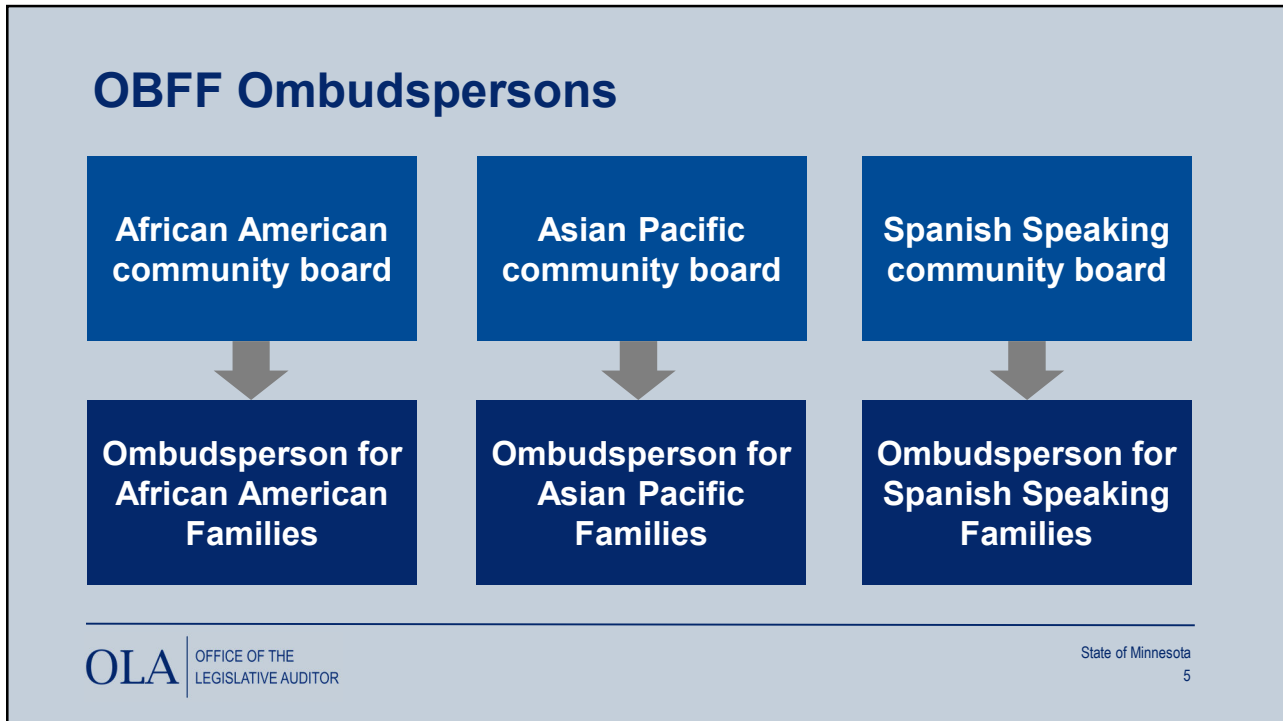 OBFF Ombudspersons
African American
community board
Asian Pacific
community board
Spanish Speaking
community board
Ombudsperson for
African American
Families
Ombudsperson for
Asian Pacific
Families
Ombudsperson for
Spanish Speaking
Families
OLA
OFFICE OF THE
LEGISLATIVE AUDITOR
State of Minnesota
5